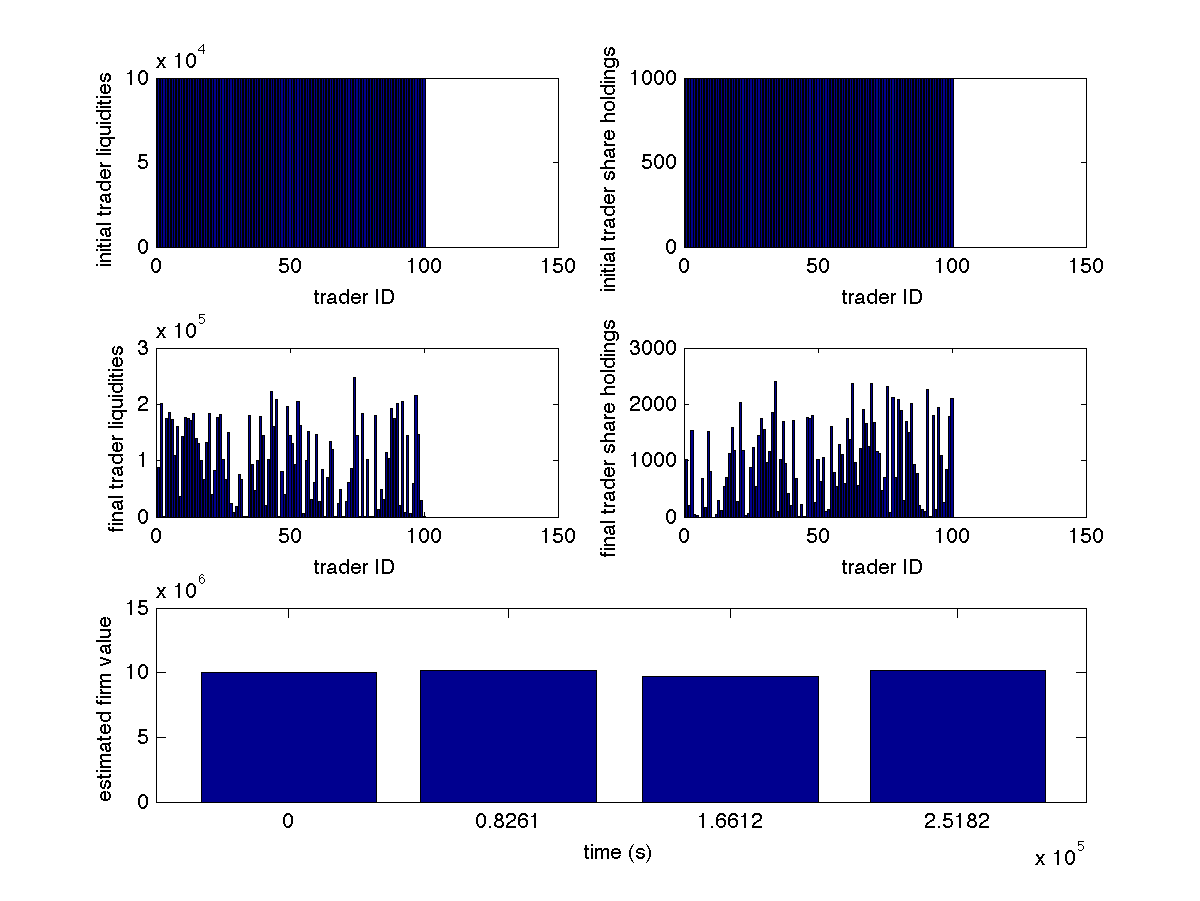 x 10^4
10
5
0
initial trader liquidities
0 50 100 150
trader ID
1000
500
0
initial trader share holdings
0 50 100 150
trader ID
x 10^5
3
2
1
0
final trader liquidities
0 50 100 150
trader ID
3000
2000
1000
0
final trader share holdings
0 50 100 150
trader ID
x 10^6
15
10
5
0
estimated firm value
0 0.8261 1.6612 2.5182
time (s)
x 10^5